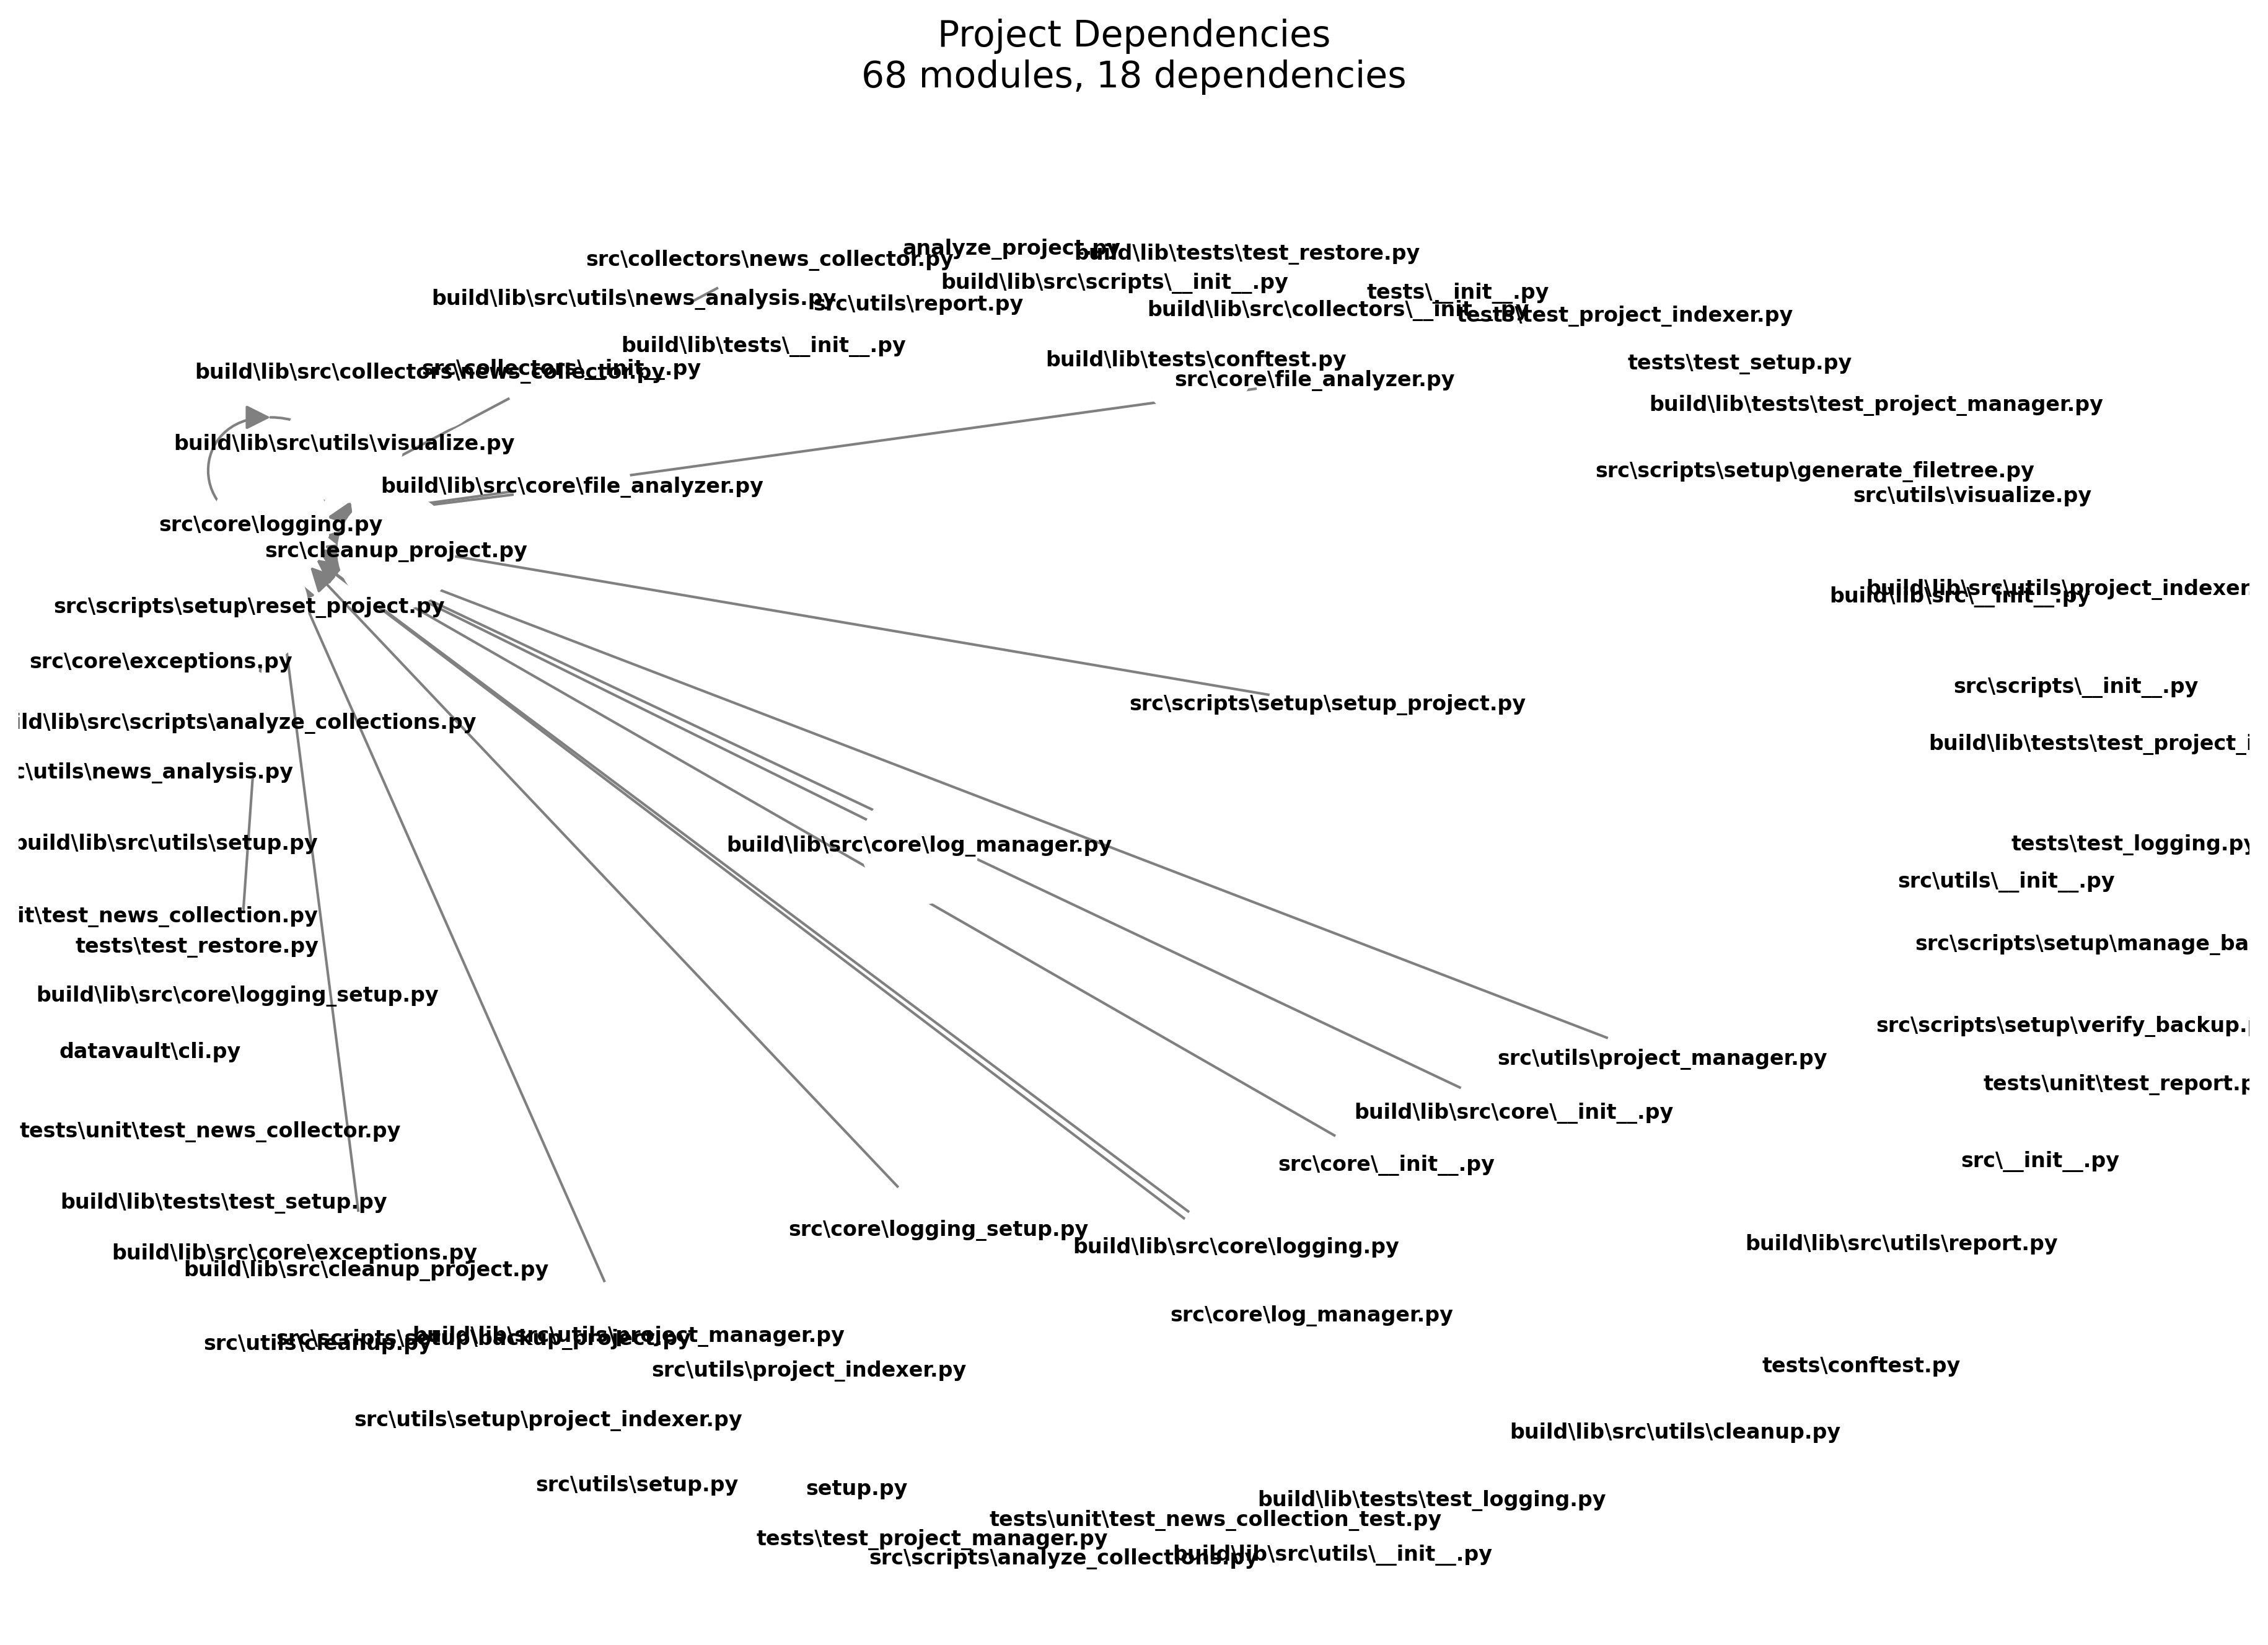 Project Dependencies
68 modules, 18 dependencies
analyze_project.py
build\lib\tests\test_restore.py
src\collectors\news_collector.py
build\lib\src\scripts\__init__.py
tests\__init__.py
build\lib\src\utils\news_analysis.py
src\utils\report.py
build\lib\src\collectors\__init__.py
tests\test_project_indexer.py
build\lib\tests\__init__.py
build\lib\tests\conftest.py
tests\test_setup.py
build\lib\src\collectors\news_collector.py
src\collectors\__init__.py
src\core\file_analyzer.py
build\lib\tests\test_project_manager.py
build\lib\src\utils\visualize.py
src\scripts\setup\generate_filetree.py
build\lib\src\core\file_analyzer.py
src\utils\visualize.py
src\core\logging.py
src\cleanup_project.py
build\lib\src\utils\project_indexer.
build\lib\src\__init__.py
src\scripts\setup\reset_project.py
src\core\exceptions.py
src\scripts\__init__.py
src\scripts\setup\setup_project.py
ild\lib\src\scripts\analyze_collections.py
build\lib\tests\test_project_i
c\utils\news_analysis.py
build\lib\src\utils\setup.py
build\lib\src\core\log_manager.py
tests\test_logging.py
src\utils\__init__.py
it\test_news_collection.py
tests\test_restore.py
src\scripts\setup\manage_ba
build\lib\src\core\logging_setup.py
src\scripts\setup\verify_backup.p
datavault\cli.py
src\utils\project_manager.py
tests\unit\test_report.p
build\lib\src\core\__init__.py
tests\unit\test_news_collector.py
src\core\__init__.py
src\__init__.py
build\lib\tests\test_setup.py
src\core\logging_setup.py
build\lib\src\core\logging.py
build\lib\src\utils\report.py
build\lib\src\core\exceptions.py
build\lib\src\cleanup_project.py
src\core\log_manager.py
src\utils\cleanup.py
src\scripts\setup\backup_project.py
build\lib\src\utils\project_manager.py
src\utils\project_indexer.py
tests\conftest.py
src\utils\setup\project_indexer.py
build\lib\src\utils\cleanup.py
src\utils\setup.py
setup.py
build\lib\tests\test_logging.py
tests\unit\test_news_collection_test.py
tests\test_project_manager.py
src\scripts\analyze_collections.py
build\lib\src\utils\__init__.py